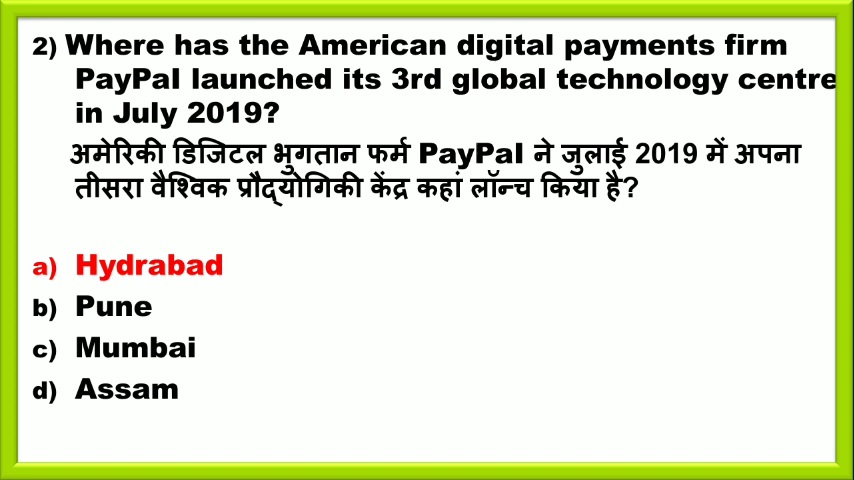 2) Where has the American digital payments firm
PayPal launched its 3rd global technology centre
in July 2019?
अमेरिकी डिजिटल भुगतान फर्म PayPal ने जुलाई 2019 में अपना
तीसरा वैश्विक प्रौद्योगिकी केंद्र कहां लॉन्च किया है?
a) Hydrabad
b) Pune
c) Mumbai
d) Assam